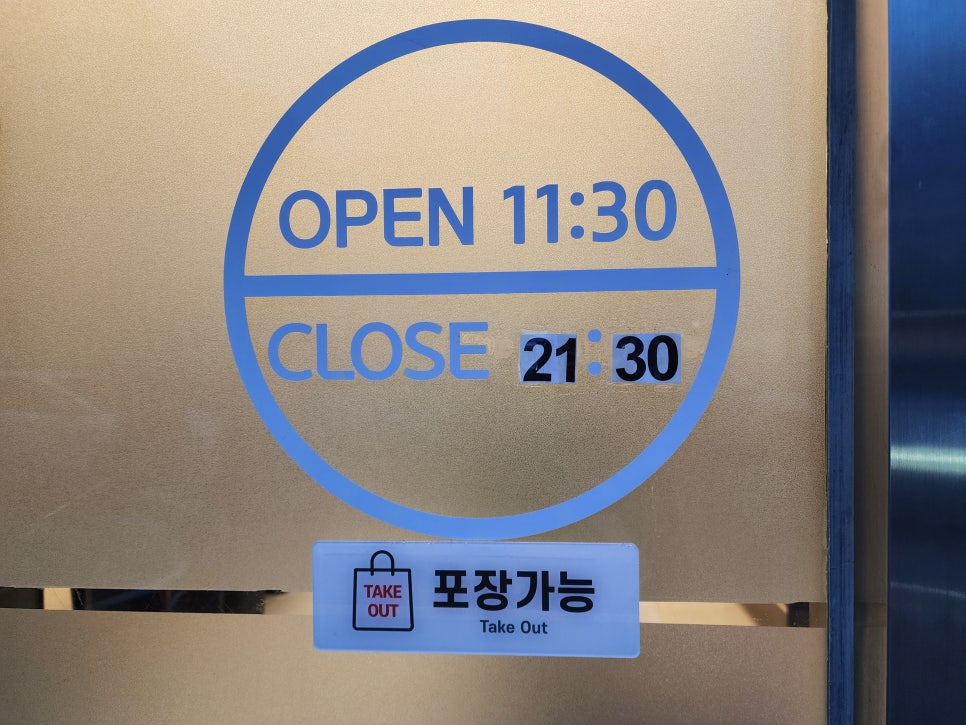 OPEN 11:30
CLOSE 21:30
TAKE
OUT
포장가능
Take Out